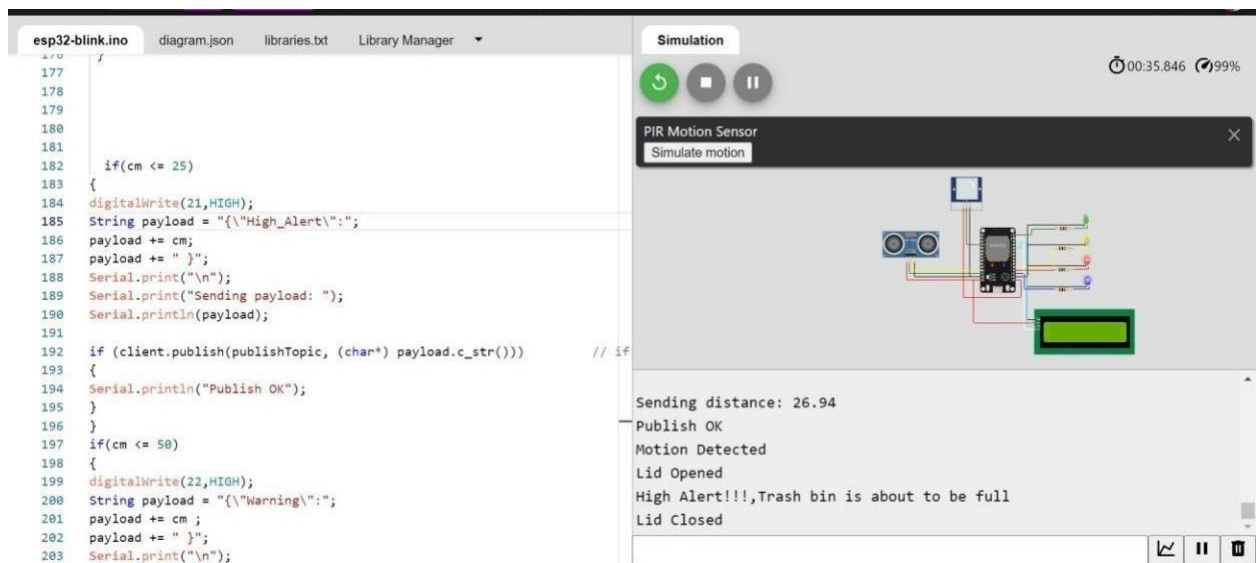 esp32-blink.ino diagram.json libraries.txt Library Manager
177
178
179
180
181
182 if(cm <= 25)
183 {
184 digitalWrite(21,HIGH);
185 String payload = "{\"High_Alert\":";
186 payload += cm;
187 payload += " }";
188 Serial.print("\n");
189 Serial.print("Sending payload: ");
190 Serial.println(payload);
191
192 if (client.publish(publishTopic, (char*) payload.c_str())) // if
193 {
194 Serial.println("Publish OK");
195 }
196 }
197 if(cm <= 50)
198 {
199 digitalWrite(22,HIGH);
200 String payload = "{\"Warning\":";
201 payload += cm ;
202 payload += " }";
203 Serial.print("\n");
Simulation
00:35.846 99%
PIR Motion Sensor
Simulate motion
Sending distance: 26.94
Publish OK
Motion Detected
Lid Opened
High Alert!!!,Trash bin is about to be full
Lid Closed